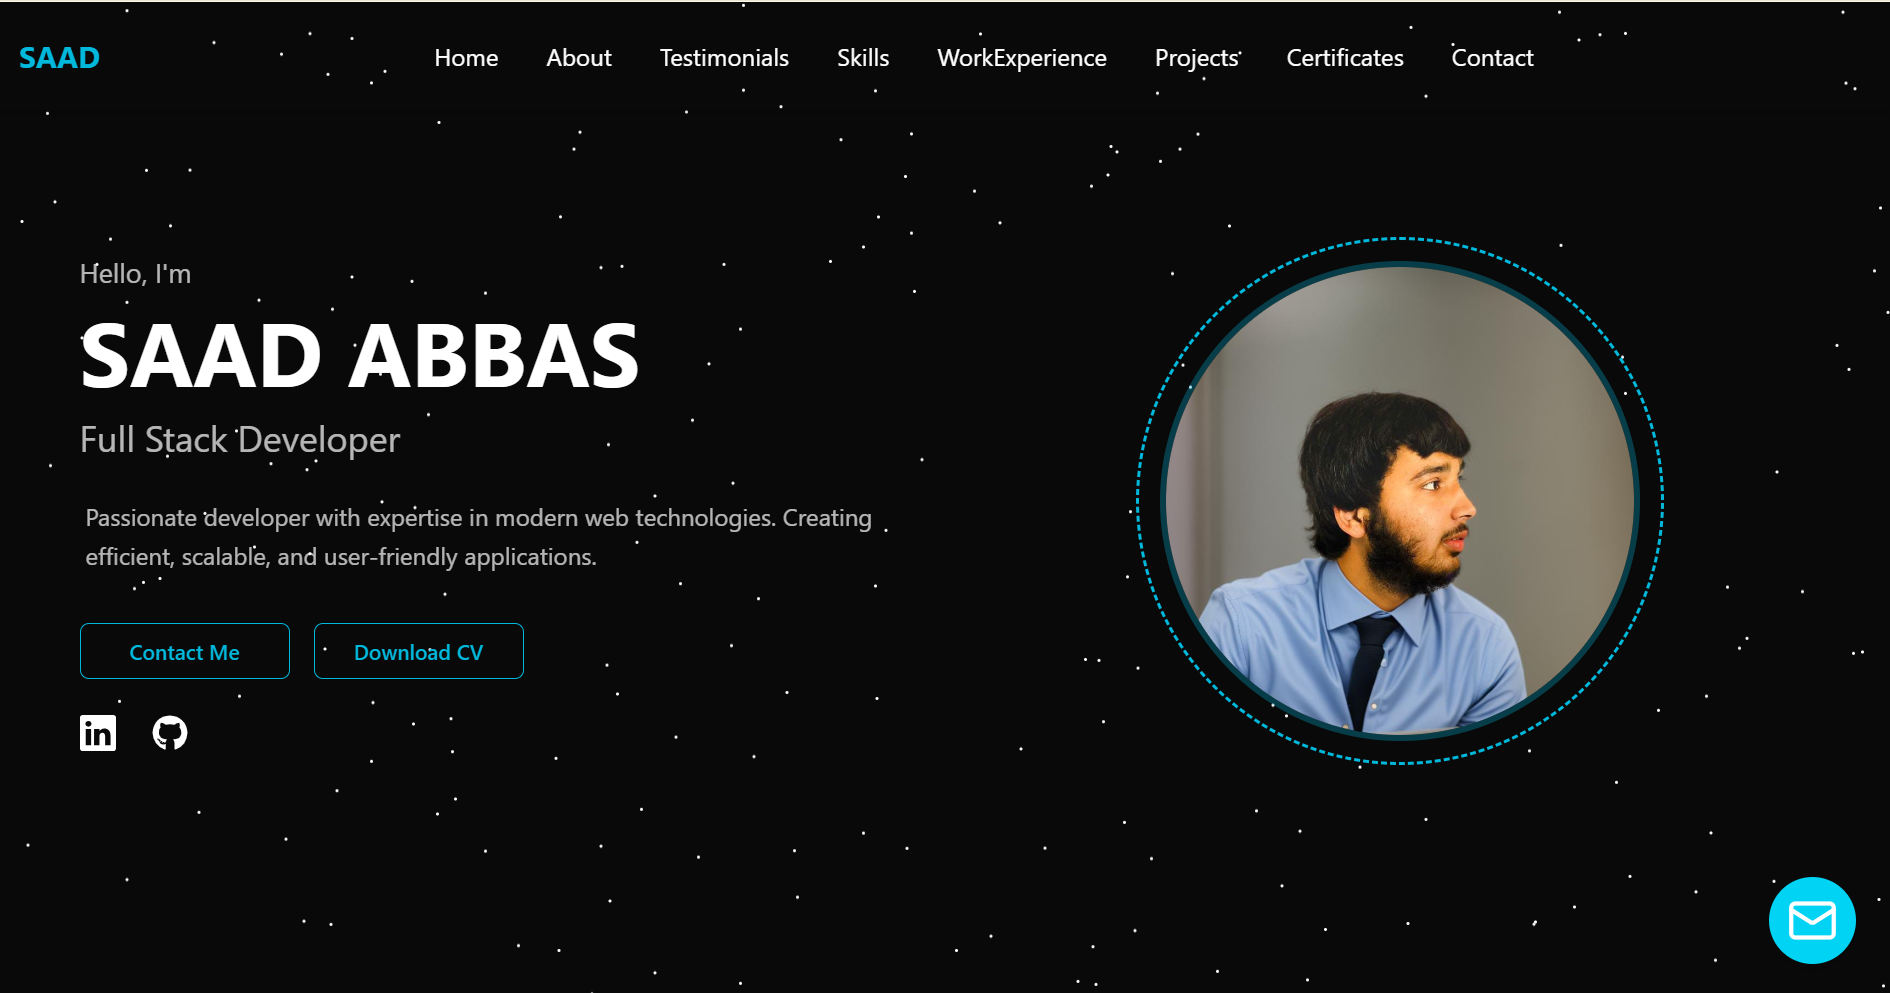 SAAD
Home About Testimonials Skills WorkExperience Projects Certificates Contact
Hello, I'm
SAAD ABBAS
Full Stack Developer
Passionate developer with expertise in modern web technologies. Creating
efficient, scalable, and user-friendly applications.
Contact Me Download CV
in